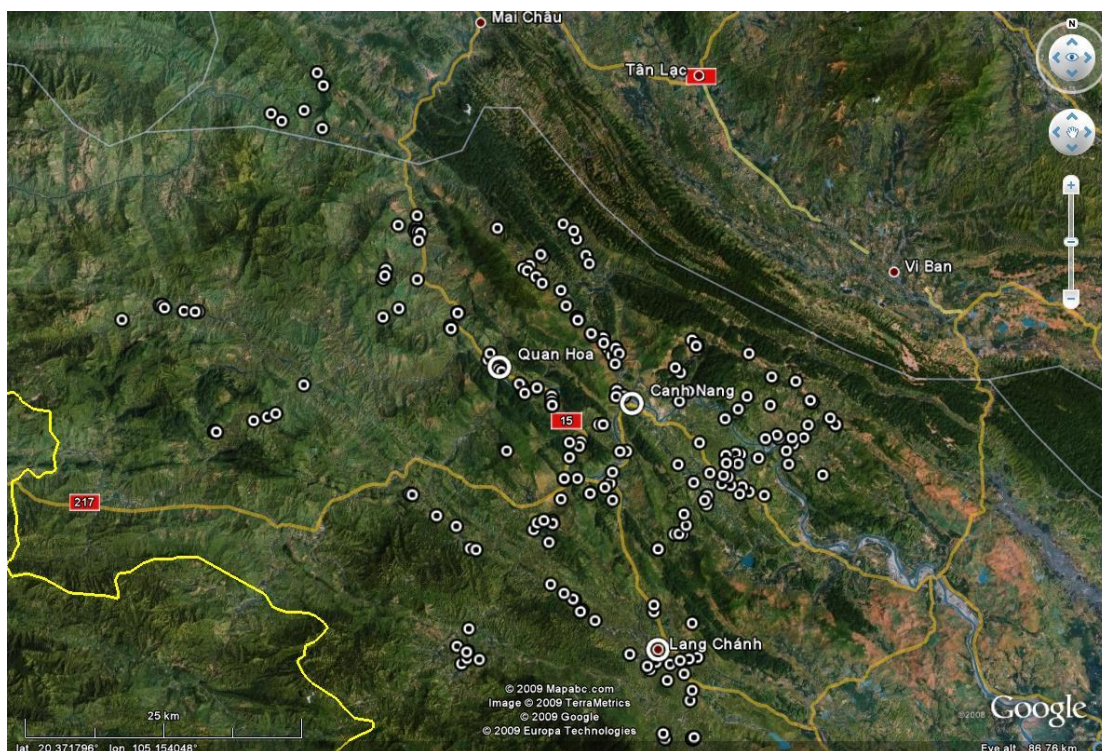 Mai Châu
N
Tân Lạc
Vi Ban
Quan Hoa
Canh Nang
15
217
Lang Chánh
© 2009 Mapabc.com
Image © 2009 TerraMetrics
© 2009 Google
© 2009 Europa Technologies
25 km
©2008 Google
lat 20.371796° lon 105.154048°
Eye alt 86.76 km